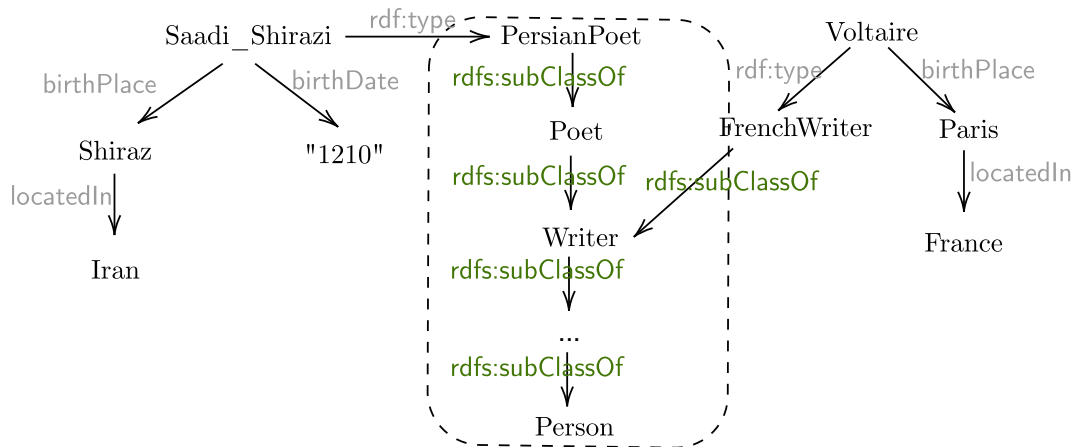 rdf:type
Saadi_Shirazi
PersianPoet
Voltaire
birthPlace
birthDate
rdfs:subClassOf
rdf:type
birthPlace
Shiraz
"1210"
Poet
FrenchWriter
Paris
locatedIn
rdfs:subClassOf
rdfs:subClassOf
locatedIn
Writer
France
Iran
rdfs:subClassOf
...
rdfs:subClassOf
Person